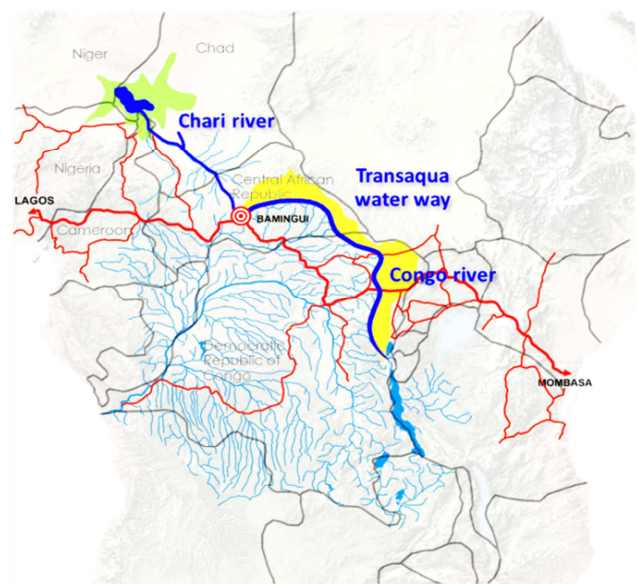 Niger
Chad
Chari river
Nigeria
Central African
Republic
Transaqua
water way
LAGOS
BAMINGUI
Cameroon
Congo river
Democratic
Republic of
Congo
MOMBASA